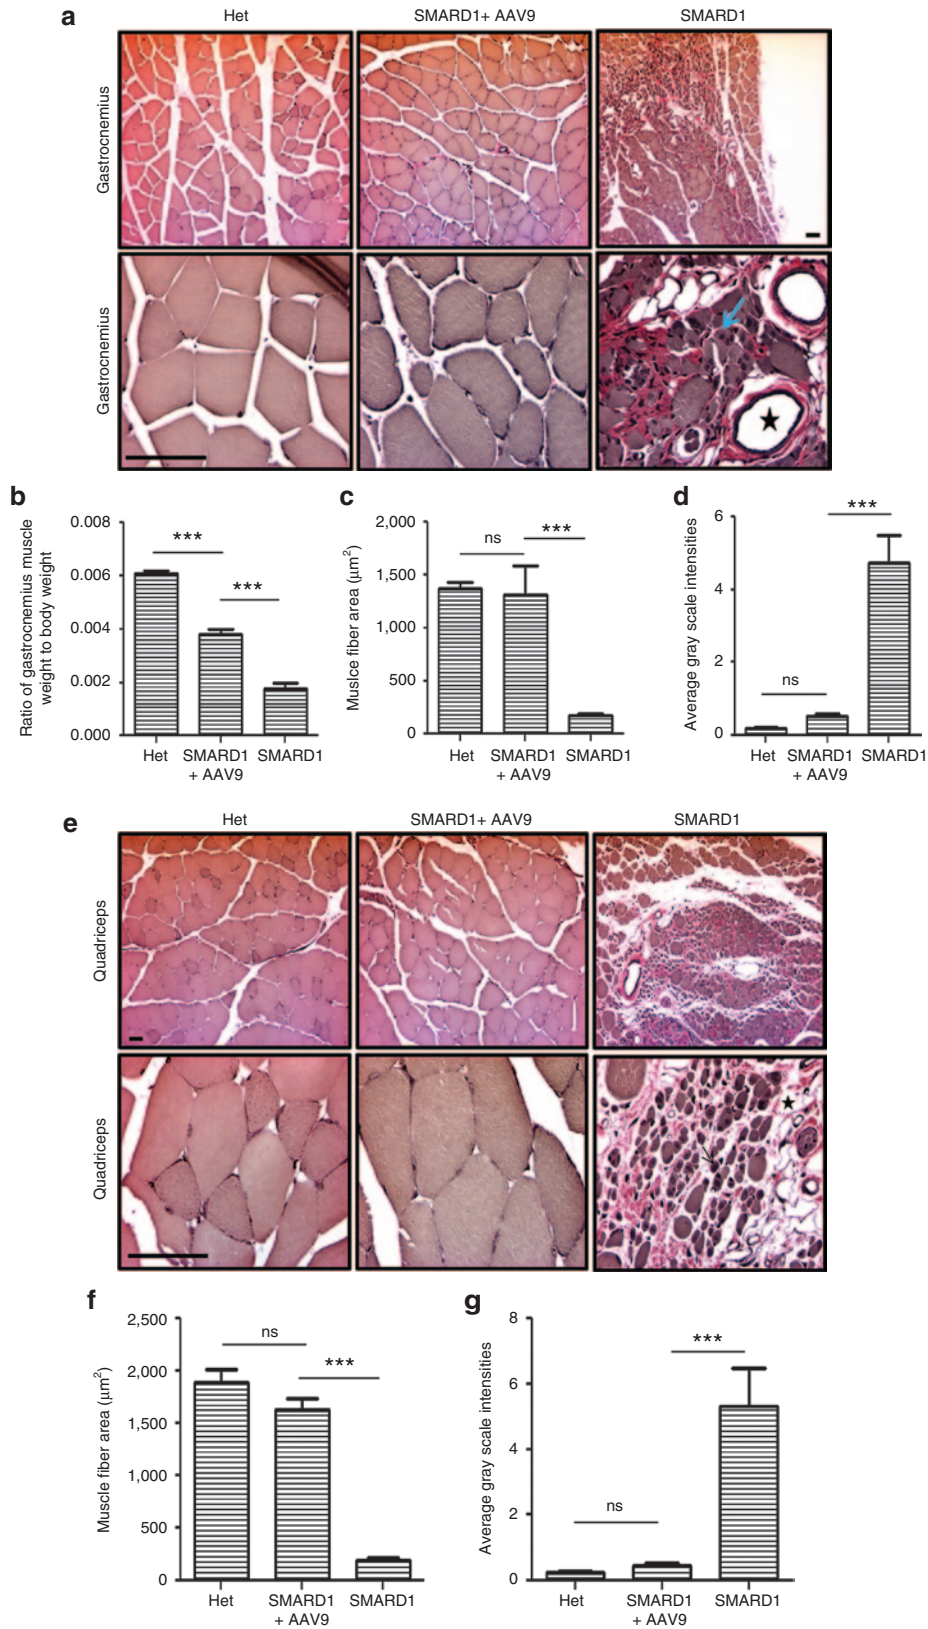 a
Het
SMARD1+ AAV9
SMARD1
Gastrocnemius
Gastrocnemius
b
Ratio of gastrocnemius muscle
weight to body weight
0.008
0.006
0.004
0.002
0.000
***
***
Het
SMARD1
+ AAV9
SMARD1
c
Muslce fiber area (μm²)
2,000
1,500
1,000
500
0
ns
***
Het
SMARD1
+ AAV9
SMARD1
d
Average gray scale intensities
6
4
2
0
ns
***
Het
SMARD1
+ AAV9
SMARD1
e
Het
SMARD1+ AAV9
SMARD1
Quadriceps
Quadriceps
f
Muscle fiber area (μm²)
2,500
2,000
1,500
1,000
500
0
ns
***
Het
SMARD1
+ AAV9
SMARD1
g
Average gray scale intensities
8
6
4
2
0
ns
***
Het
SMARD1
+ AAV9
SMARD1